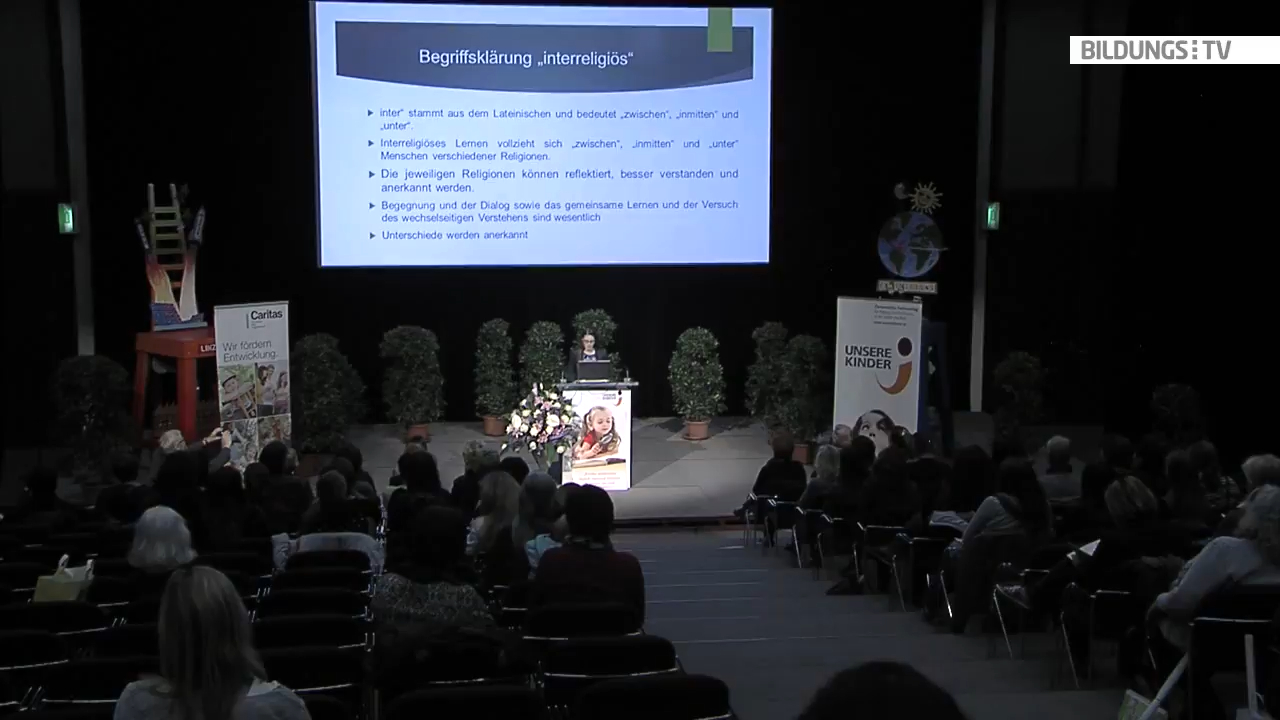 BILDUNGS TV
Begriffsklärung „interreligiös“
inter“ stammt aus dem Lateinischen und bedeutet „zwischen“, „inmitten“ und
„unter“.
Interreligiöses Lernen vollzieht sich „zwischen“, „inmitten“ und „unter“
Menschen verschiedener Religionen.
Die jeweiligen Religionen können reflektiert, besser verstanden und
anerkannt werden.
Begegnung und der Dialog sowie das gemeinsame Lernen und der Versuch
des wechselseitigen Verstehens sind wesentlich
Unterschiede werden anerkannt
Caritas
Wir fördern
Entwicklung.
UNSERE
KINDER